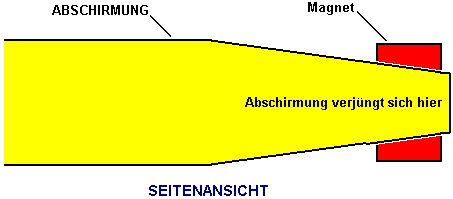 ABSCHIRMUNG
Magnet
Abschirmung verjüngt sich hier
SEITENANSICHT